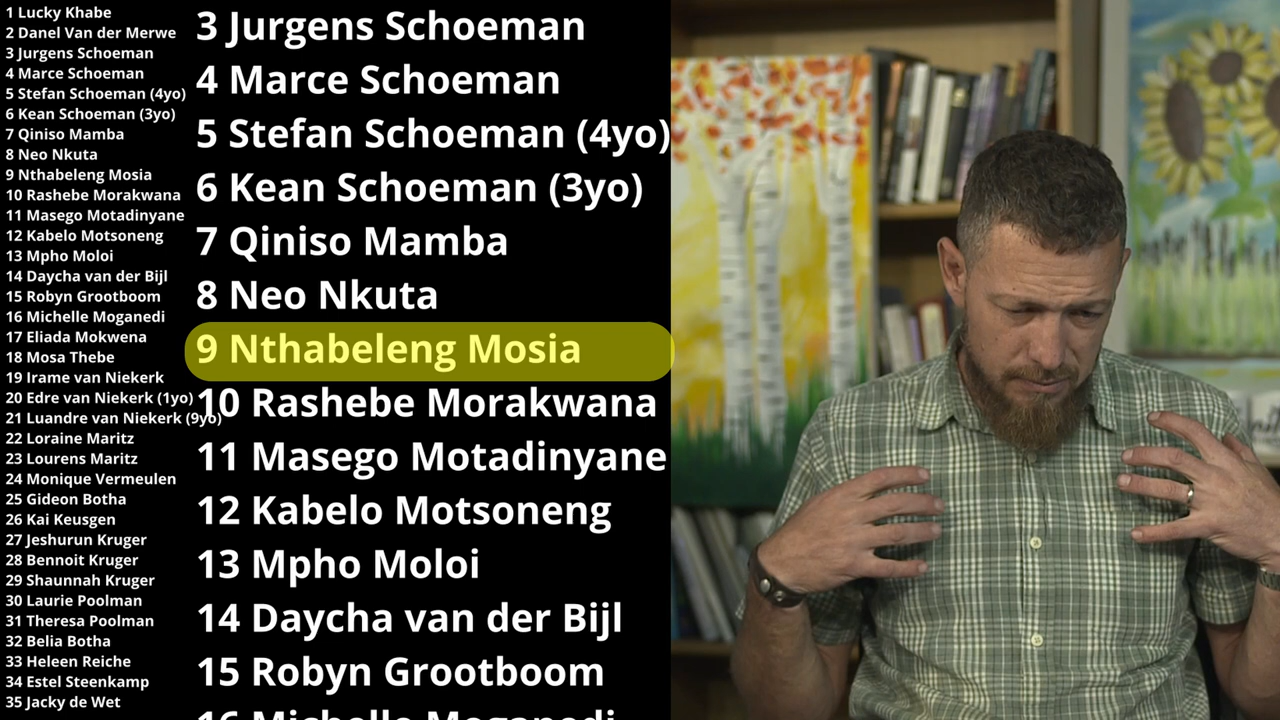 1 Lucky Khabe
2 Danel Van der Merwe
3 Jurgens Schoeman
4 Marce Schoeman
5 Stefan Schoeman (4yo)
6 Kean Schoeman (3yo)
7 Qiniso Mamba
8 Neo Nkuta
9 Nthabeleng Mosia
10 Rashebe Morakwana
11 Masego Motadinyane
12 Kabelo Motsoneng
13 Mpho Moloi
14 Daycha van der Bijl
15 Robyn Grootboom
16 Michelle Moganedi
17 Eliada Mokwena
18 Mosa Thebe
19 Irame van Niekerk
20 Edre van Niekerk (1yo)
21 Luandre van Niekerk (9yo)
22 Loraine Maritz
23 Lourens Maritz
24 Monique Vermeulen
25 Gideon Botha
26 Kai Keusgen
27 Jeshurun Kruger
28 Bennoit Kruger
29 Shaunnah Kruger
30 Laurie Poolman
31 Theresa Poolman
32 Belia Botha
33 Heleen Reiche
34 Estel Steenkamp
35 Jacky de Wet
3 Jurgens Schoeman
4 Marce Schoeman
5 Stefan Schoeman (4yo)
6 Kean Schoeman (3yo)
7 Qiniso Mamba
8 Neo Nkuta
9 Nthabeleng Mosia
10 Rashebe Morakwana
11 Masego Motadinyane
12 Kabelo Motsoneng
13 Mpho Moloi
14 Daycha van der Bijl
15 Robyn Grootboom
16 Michelle Moganedi